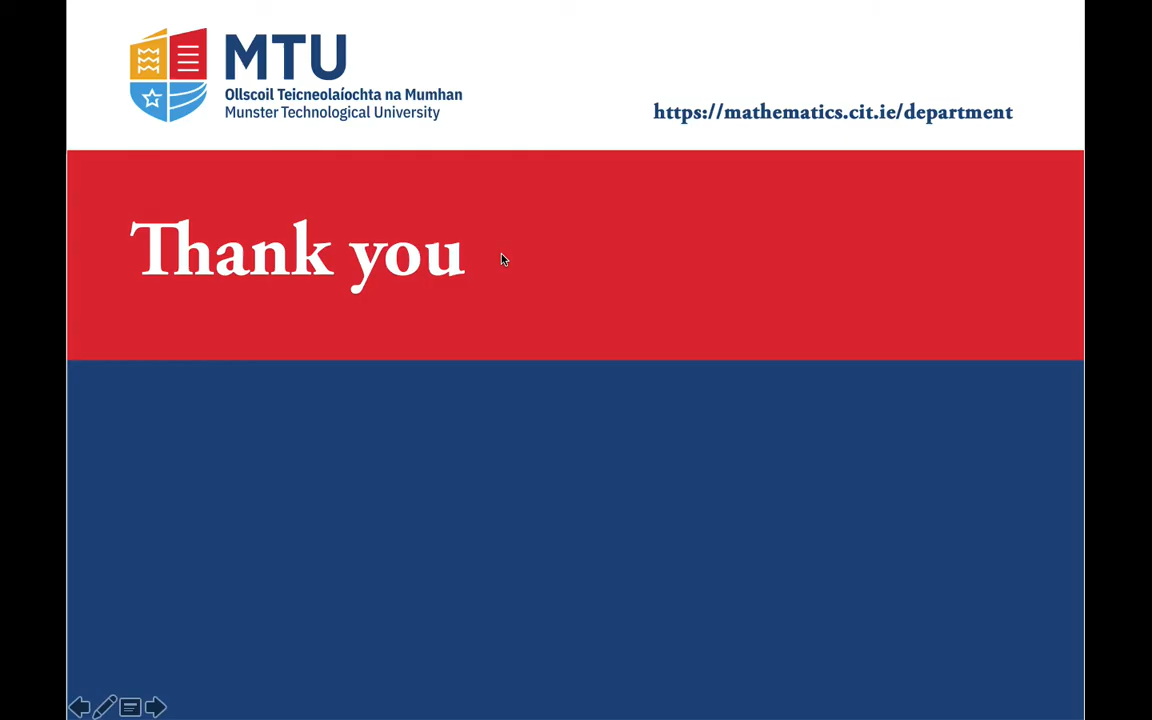 MTU
Ollscoil Teicneolaíochta na Mumhan
Munster Technological University
https://mathematics.cit.ie/department
Thank you